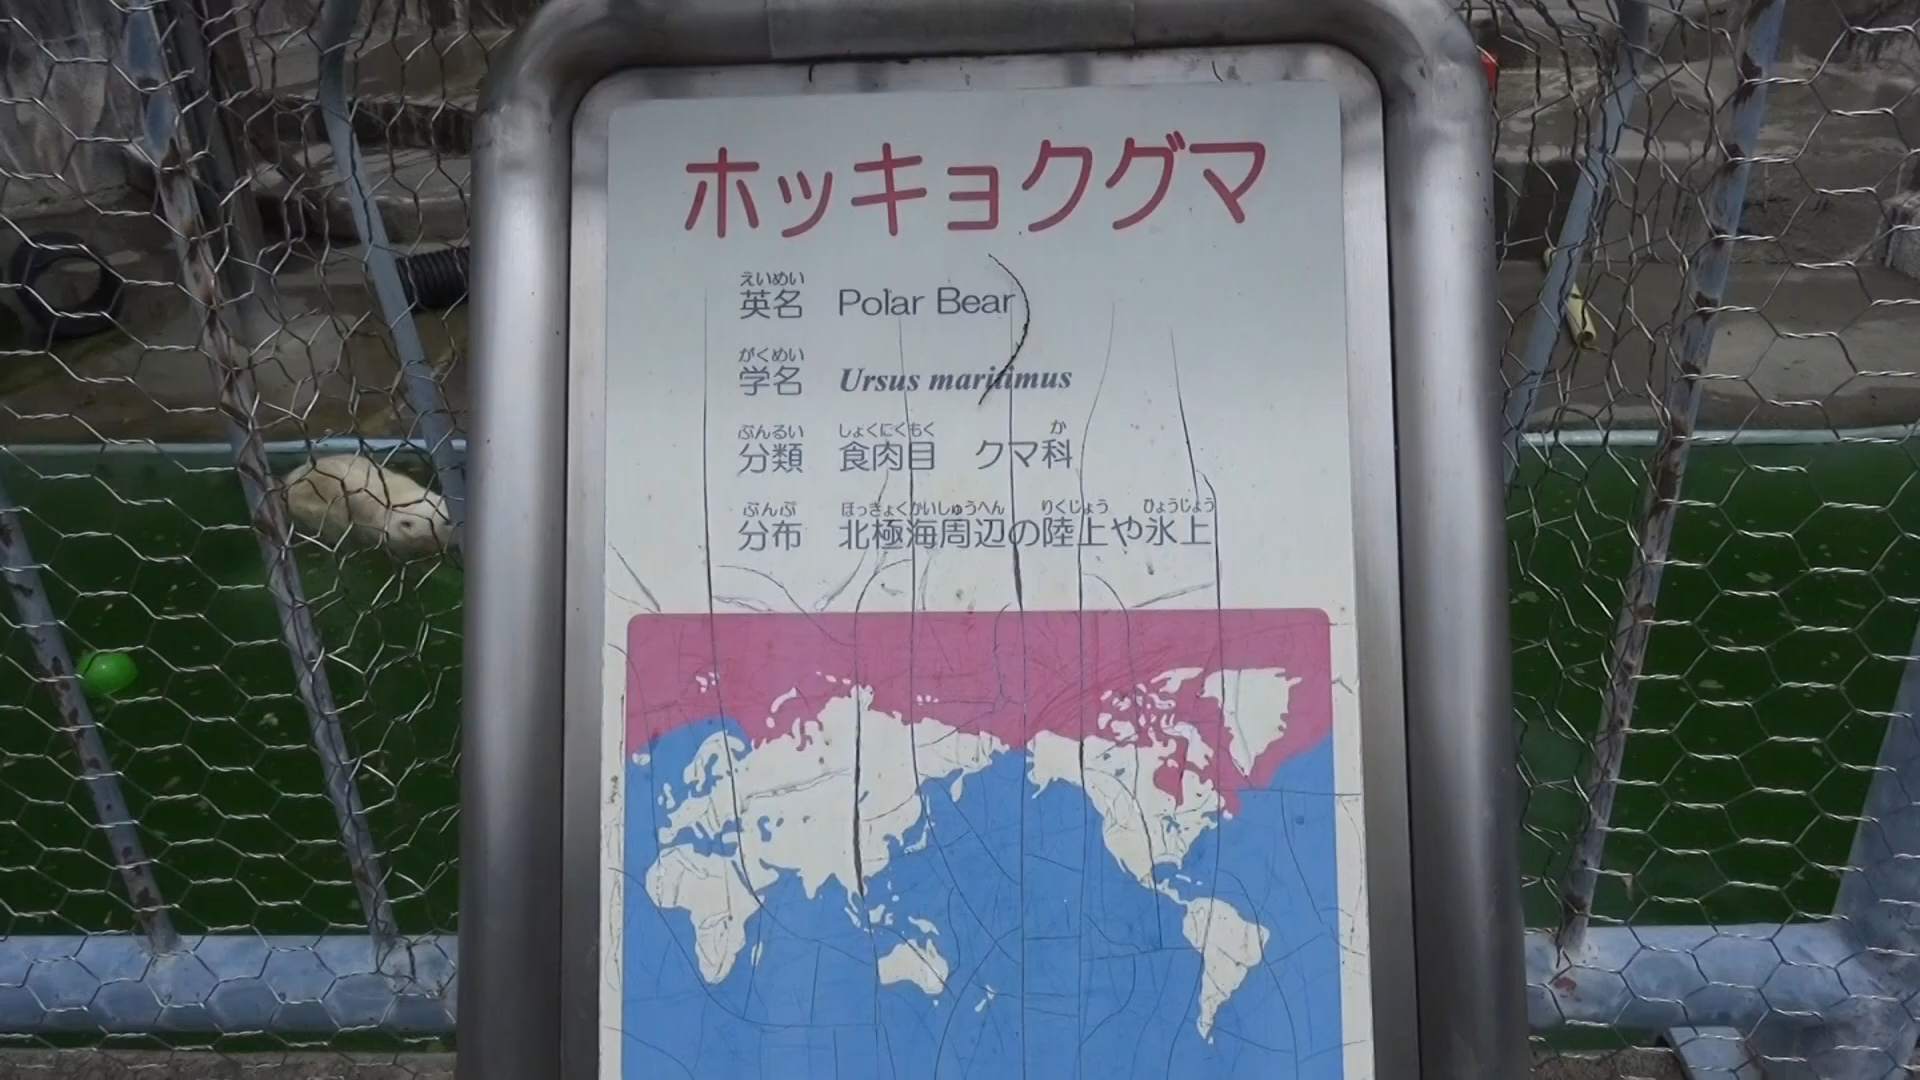 ホッキョクグマ
えいめい
英名 Polar Bear
がくめい
学名 Ursus maritimus
ぶんるい しょくにくもく か
分類 食肉目 クマ科
ぶんぷ ほっきょくかいしゅうへん りくじょう ひょうじょう
分布 北極海周辺の陸上や氷上